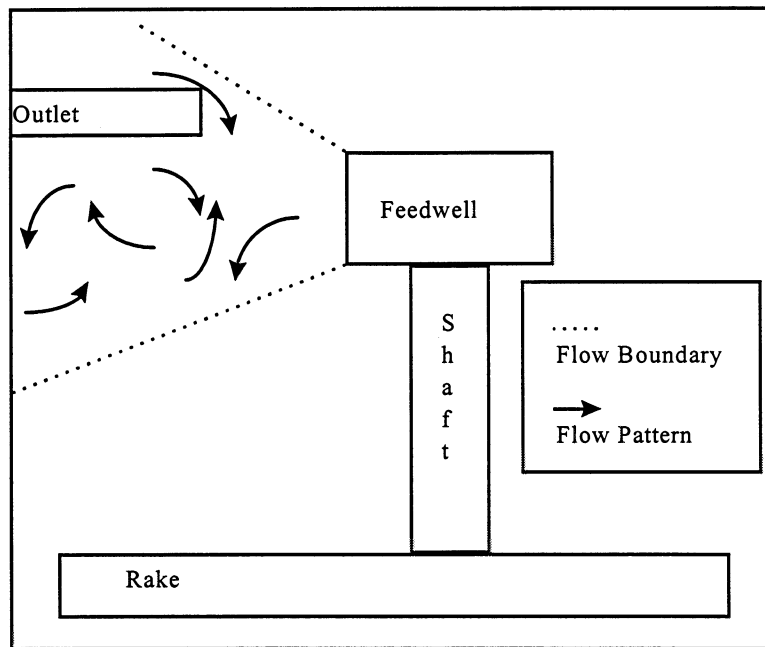 Outlet
Feedwell
S
h
a
f
t
.....
Flow Boundary
Flow Pattern
Rake